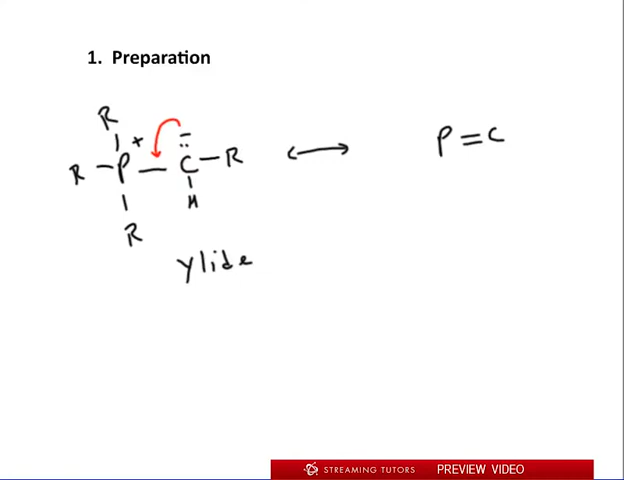 1. Preparation
R
+
R – P — C – R ↔ P = C
H
R
ylide
STREAMING TUTORS PREVIEW VIDEO